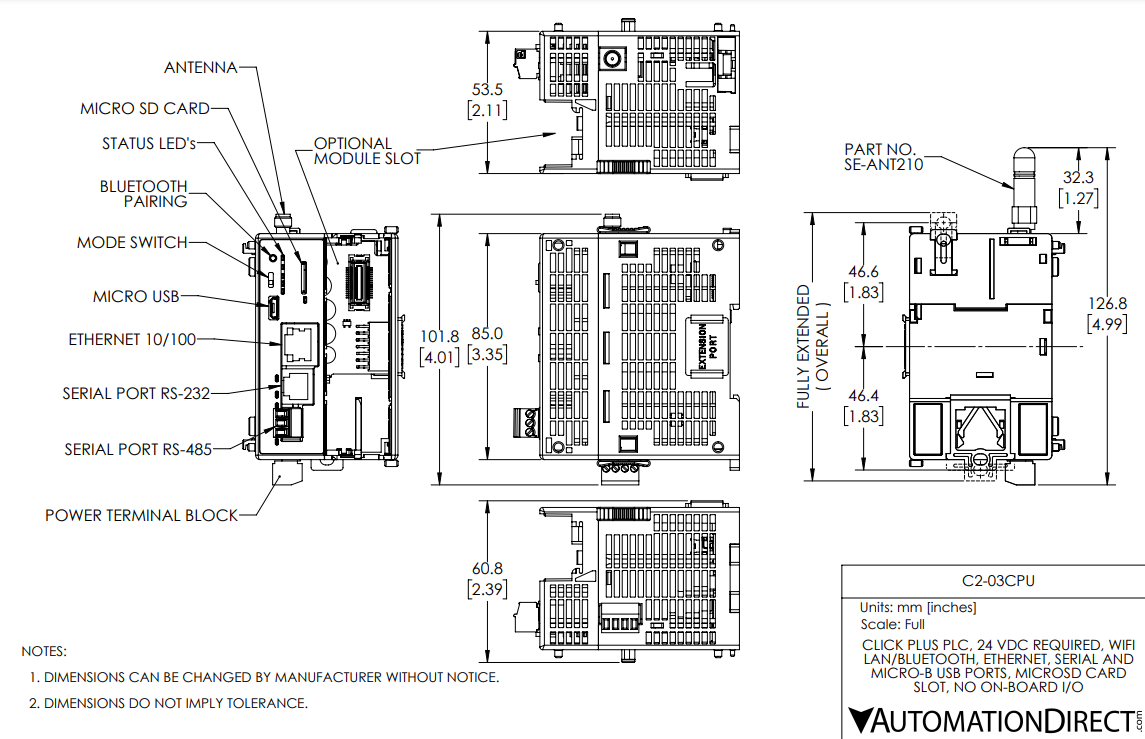 ANTENNA
MICRO SD CARD
STATUS LED's
BLUETOOTH
PAIRING
MODE SWITCH
MICRO USB
ETHERNET 10/100
SERIAL PORT RS-232
SERIAL PORT RS-485
POWER TERMINAL BLOCK
OPTIONAL
MODULE SLOT
53.5
[2.11]
101.8
[4.01]
85.0
[3.35]
EXTENSION
PORT
60.8
[2.39]
PART NO.
SE-ANT210
32.3
[1.27]
FULLY EXTENDED
( OVERALL )
46.6
[1.83]
46.4
[1.83]
126.8
[4.99]
NOTES:
1. DIMENSIONS CAN BE CHANGED BY MANUFACTURER WITHOUT NOTICE.
2. DIMENSIONS DO NOT IMPLY TOLERANCE.
C2-03CPU
Units: mm [inches]
Scale: Full
CLICK PLUS PLC, 24 VDC REQUIRED, WIFI
LAN/BLUETOOTH, ETHERNET, SERIAL AND
MICRO-B USB PORTS, MICROSD CARD
SLOT, NO ON-BOARD I/O
AUTOMATIONDIRECT.com